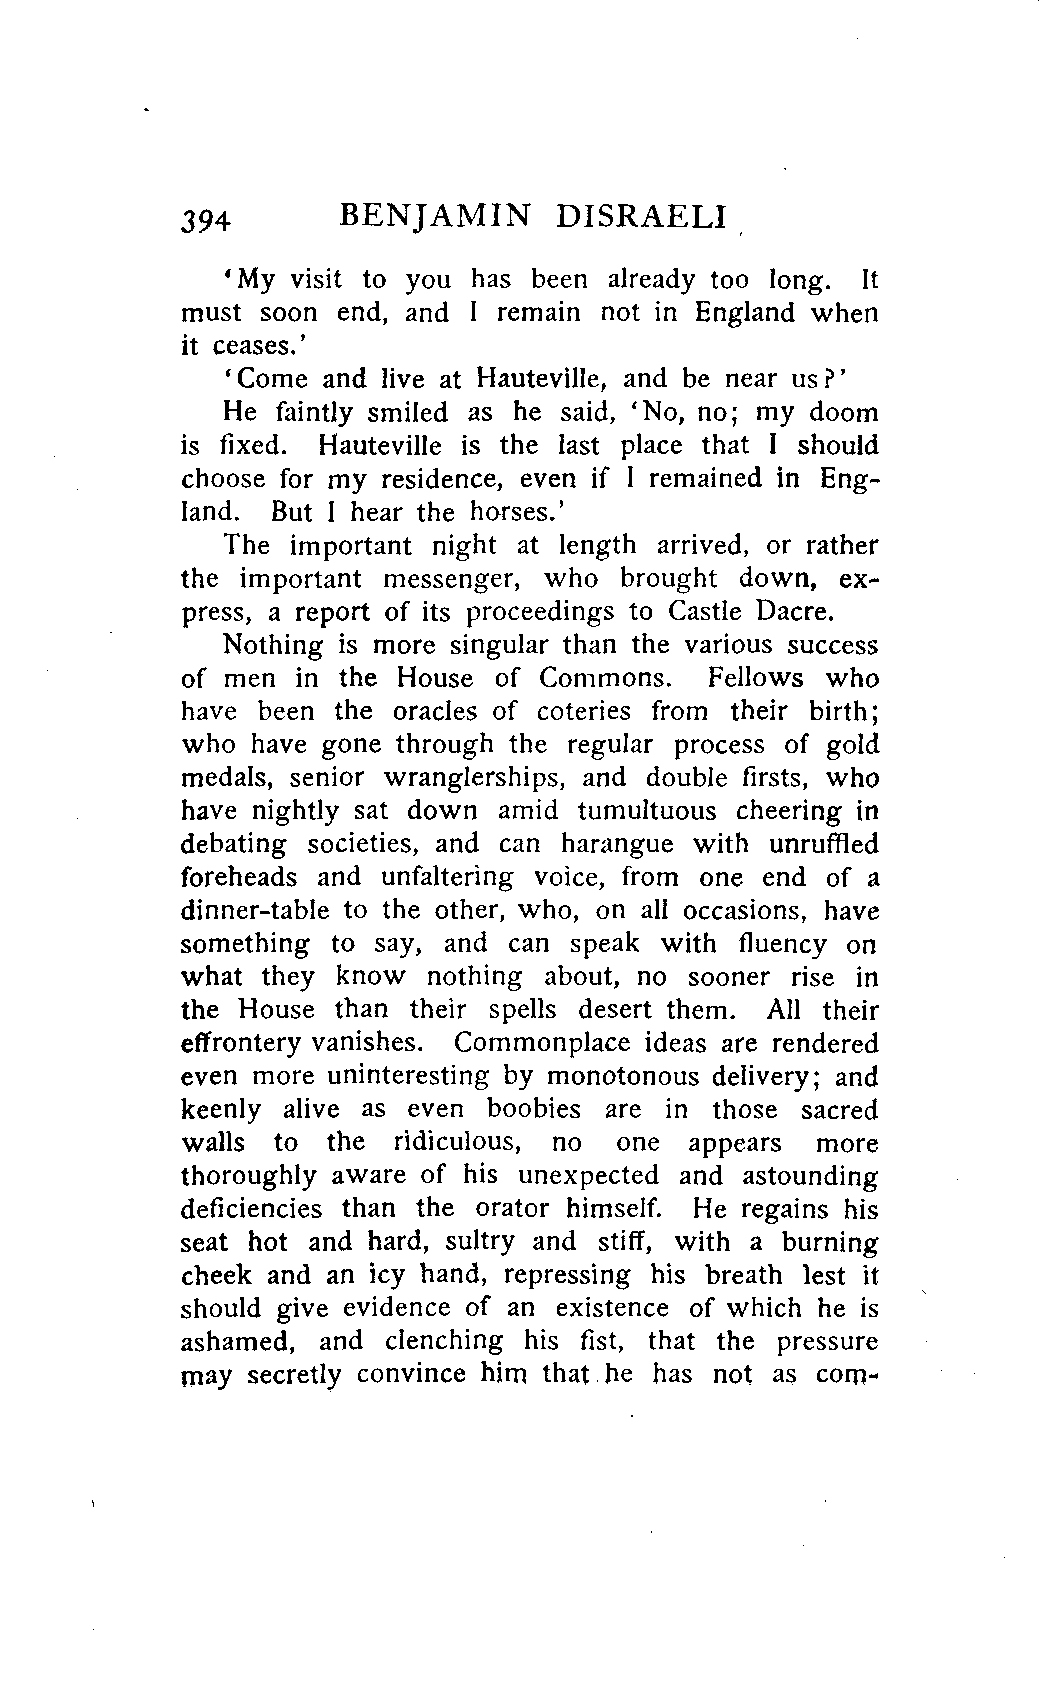 394 BENJAMIN DISRAELI
'My visit to you has been already too long. It
must soon end, and I remain not in England when
it ceases.'
'Come and live at Hauteville, and be near us?'
He faintly smiled as he said, 'No, no; my doom
is fixed. Hauteville is the last place that I should
choose for my residence, even if I remained in Eng-
land. But I hear the horses.'
The important night at length arrived, or rather
the important messenger, who brought down, ex-
press, a report of its proceedings to Castle Dacre.
Nothing is more singular than the various success
of men in the House of Commons. Fellows who
have been the oracles of coteries from their birth;
who have gone through the regular process of gold
medals, senior wranglerships, and double firsts, who
have nightly sat down amid tumultuous cheering in
debating societies, and can harangue with unruffled
foreheads and unfaltering voice, from one end of a
dinner-table to the other, who, on all occasions, have
something to say, and can speak with fluency on
what they know nothing about, no sooner rise in
the House than their spells desert them. All their
effrontery vanishes. Commonplace ideas are rendered
even more uninteresting by monotonous delivery; and
keenly alive as even boobies are in those sacred
walls to the ridiculous, no one appears more
thoroughly aware of his unexpected and astounding
deficiencies than the orator himself. He regains his
seat hot and hard, sultry and stiff, with a burning
cheek and an icy hand, repressing his breath lest it
should give evidence of an existence of which he is
ashamed, and clenching his fist, that the pressure
may secretly convince him that he has not as com-